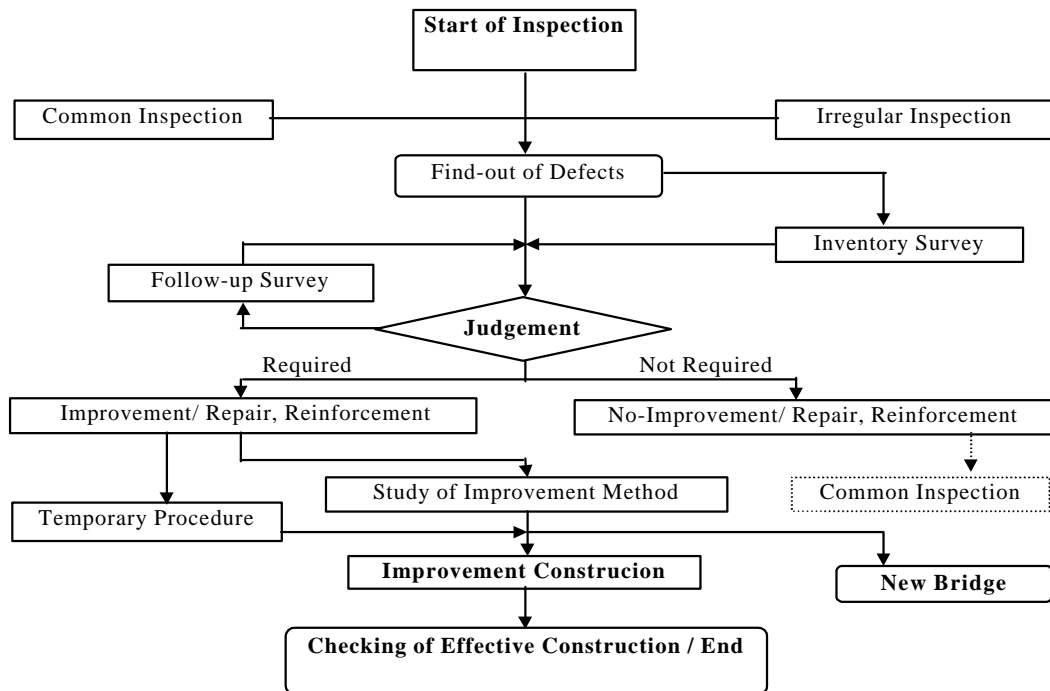 Start of Inspection
Common Inspection
Irregular Inspection
Find-out of Defects
Inventory Survey
Follow-up Survey
Judgement
Required
Not Required
Improvement/ Repair, Reinforcement
No-Improvement/ Repair, Reinforcement
Study of Improvement Method
Common Inspection
Temporary Procedure
Improvement Construcion
New Bridge
Checking of Effective Construction / End